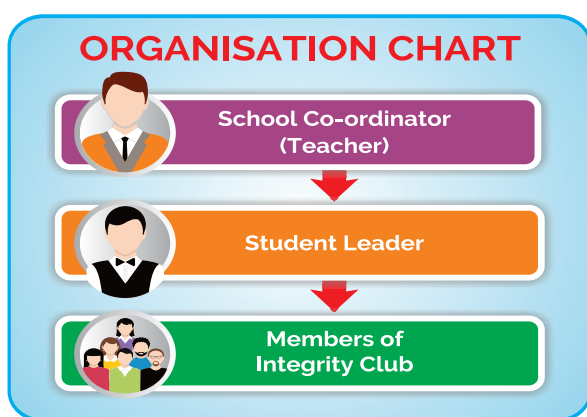 ORGANISATION CHART
School Co-ordinator
(Teacher)
Student Leader
Members of
Integrity Club